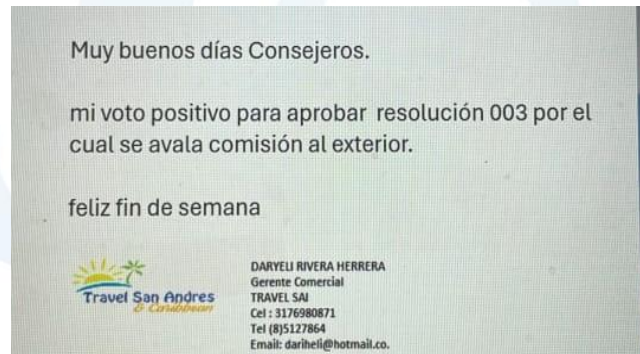 Muy buenos días Consejeros.
mi voto positivo para aprobar resolución 003 por el
cual se avala comisión al exterior.
feliz fin de semana
Travel San Andres
& Caribbean
DARYELI RIVERA HERRERA
Gerente Comercial
TRAVEL SAI
Cel : 3176980871
Tel (8)5127864
Email: dariheli@hotmail.co.